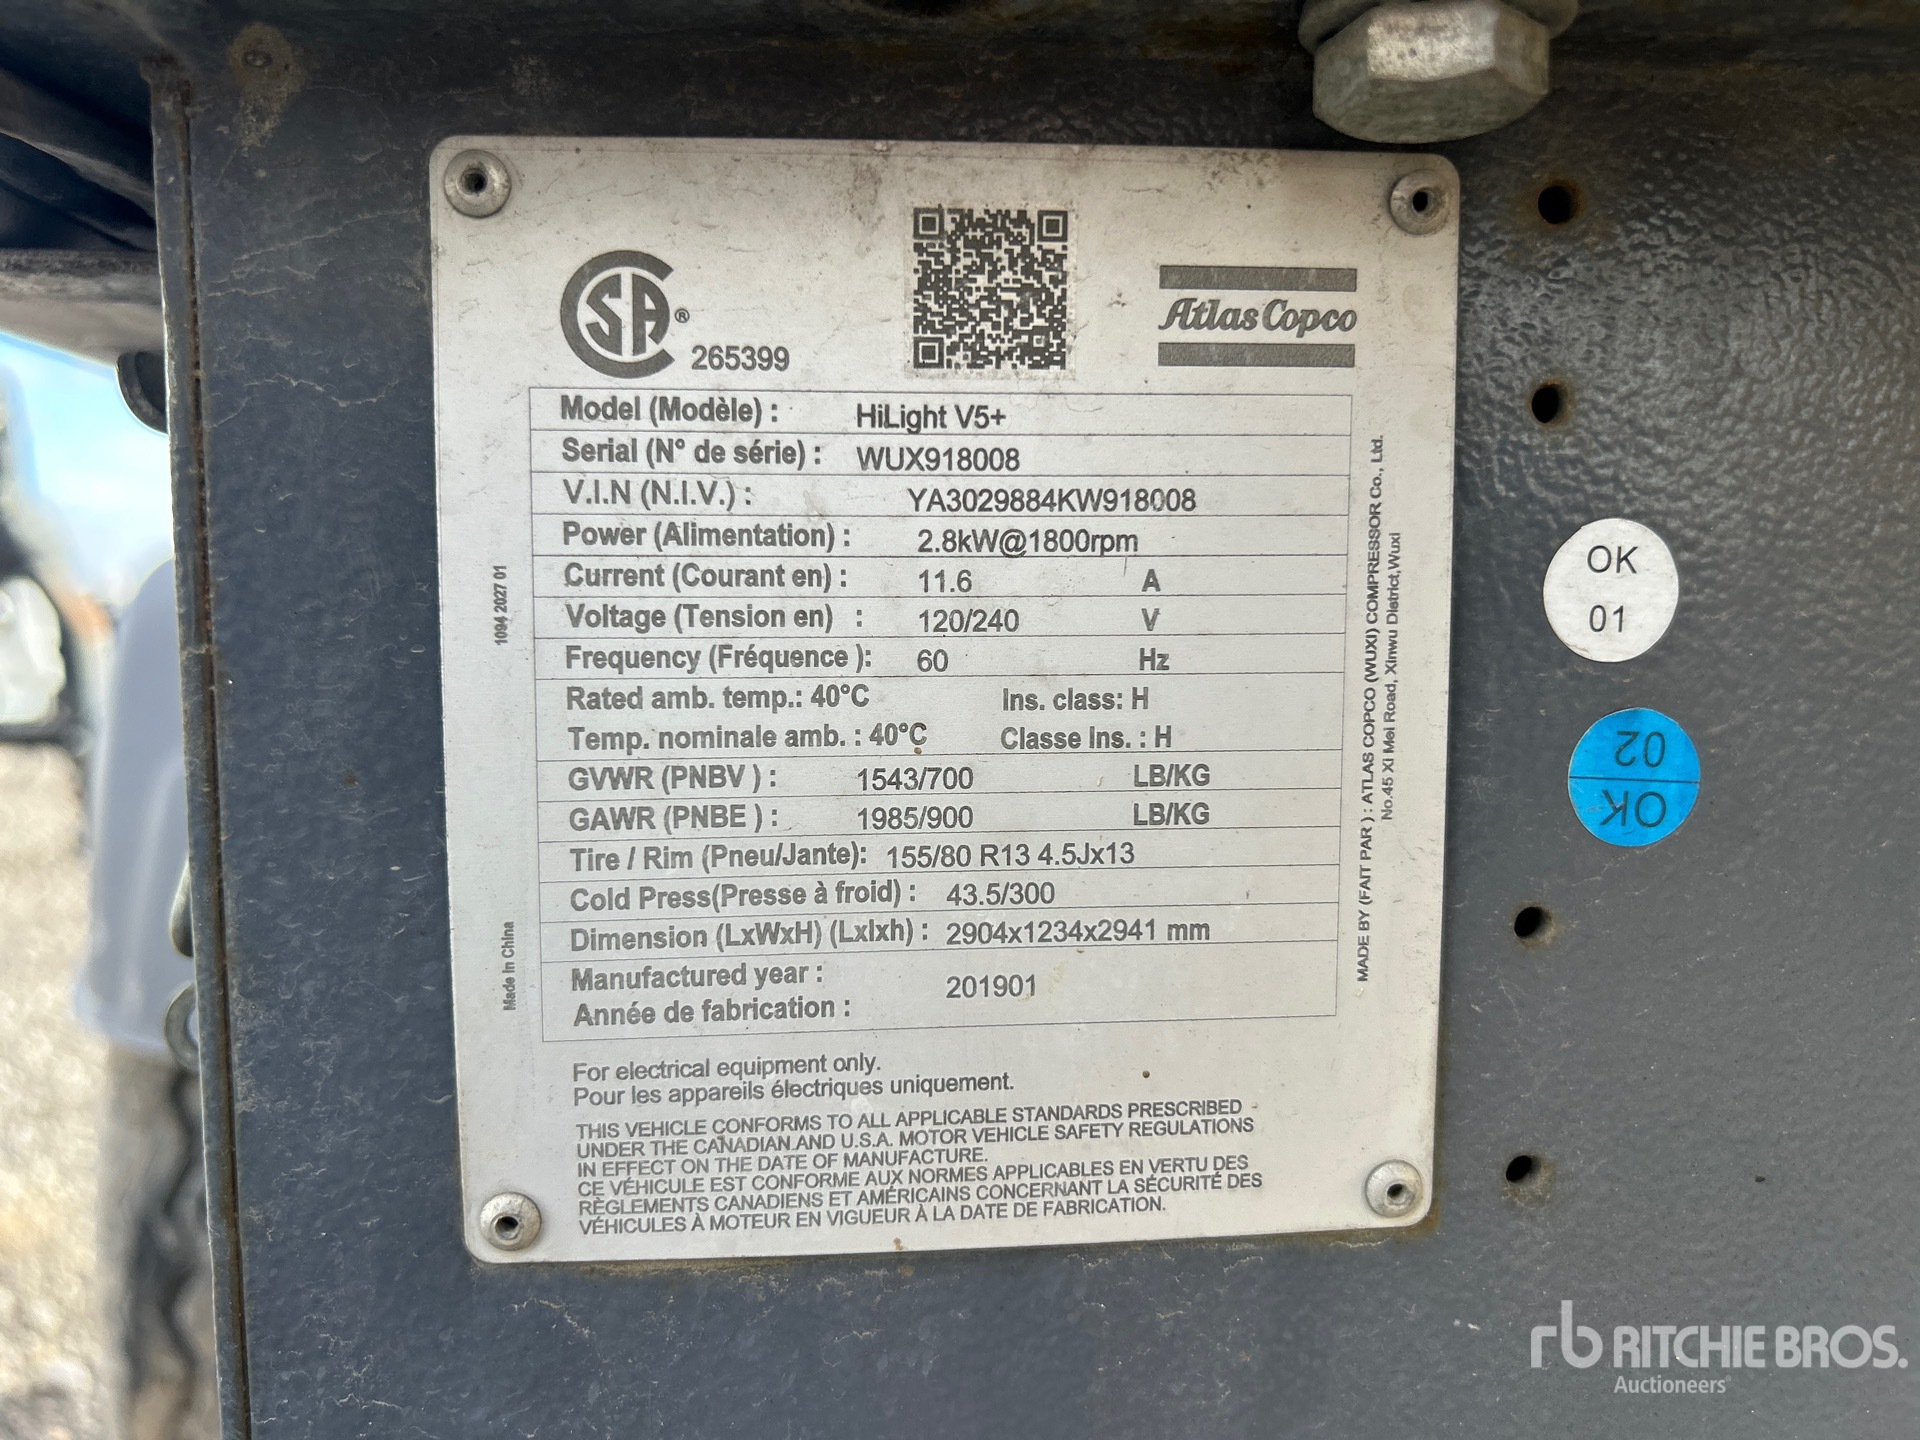 CSA ® 265399
Atlas Copco
Model (Modèle) : HiLight V5+
Serial (N° de série) : WUX918008
V.I.N (N.I.V.) : YA3029884KW918008
Power (Alimentation) : 2.8kW@1800rpm
Current (Courant en) : 11.6 A
Voltage (Tension en) : 120/240 V
Frequency (Fréquence ): 60 Hz
Rated amb. temp.: 40°C Ins. class: H
Temp. nominale amb. : 40°C Classe Ins. : H
GVWR (PNBV ) : 1543/700 LB/KG
GAWR (PNBE ) : 1985/900 LB/KG
Tire / Rim (Pneu/Jante): 155/80 R13 4.5Jx13
Cold Press(Presse à froid) : 43.5/300
Dimension (LxWxH) (LxIxh) : 2904x1234x2941 mm
Manufactured year : 201901
Année de fabrication :
For electrical equipment only.
Pour les appareils électriques uniquement.
THIS VEHICLE CONFORMS TO ALL APPLICABLE STANDARDS PRESCRIBED
UNDER THE CANADIAN AND U.S.A. MOTOR VEHICLE SAFETY REGULATIONS
IN EFFECT ON THE DATE OF MANUFACTURE.
CE VÉHICULE EST CONFORME AUX NORMES APPLICABLES EN VERTU DES
RÈGLEMENTS CANADIENS ET AMÉRICAINS CONCERNANT LA SÉCURITÉ DES
VÉHICULES À MOTEUR EN VIGUEUR À LA DATE DE FABRICATION.
1094 2027 01
Made In China
MADE BY (FAIT PAR ) : ATLAS COPCO (WUXI) COMPRESSOR Co., Ltd.
No.45 XI Mei Road, Xinwu District,Wuxi
OK
01
OK
02
rb RITCHIE BROS.
Auctioneers